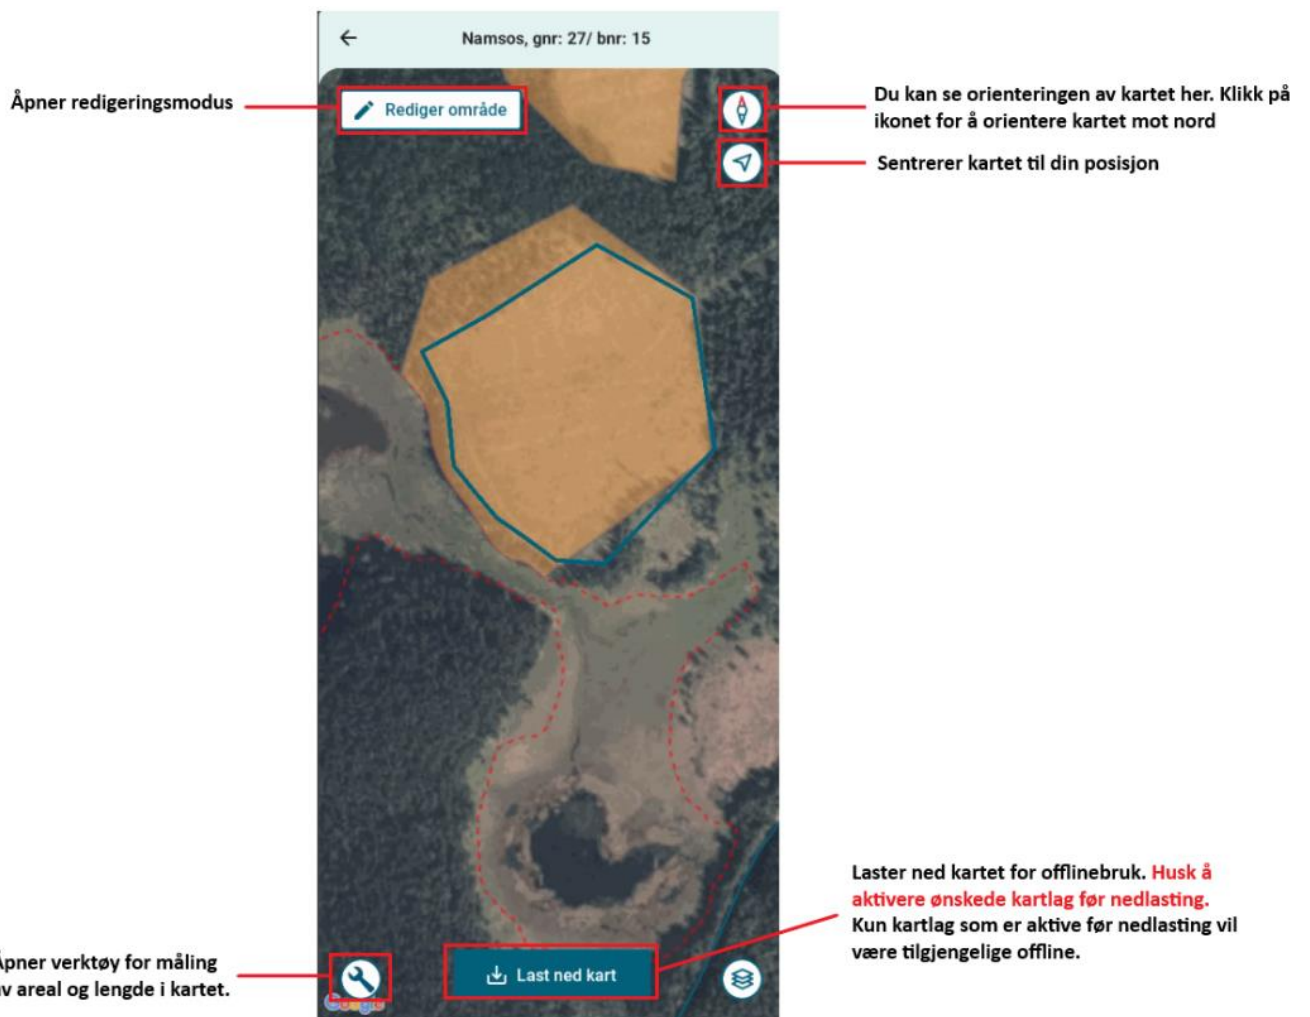 Namsos, gnr: 27/ bnr: 15
Åpner redigeringsmodus
Rediger område
Du kan se orienteringen av kartet her. Klikk på
ikonet for å orientere kartet mot nord
Sentrerer kartet til din posisjon
Laster ned kartet for offlinebruk. Husk å
aktivere ønskede kartlag før nedlasting.
Kun kartlag som er aktive før nedlasting vil
være tilgjengelige offline.
Åpner verktøy for måling
av areal og lengde i kartet.
Last ned kart
Google